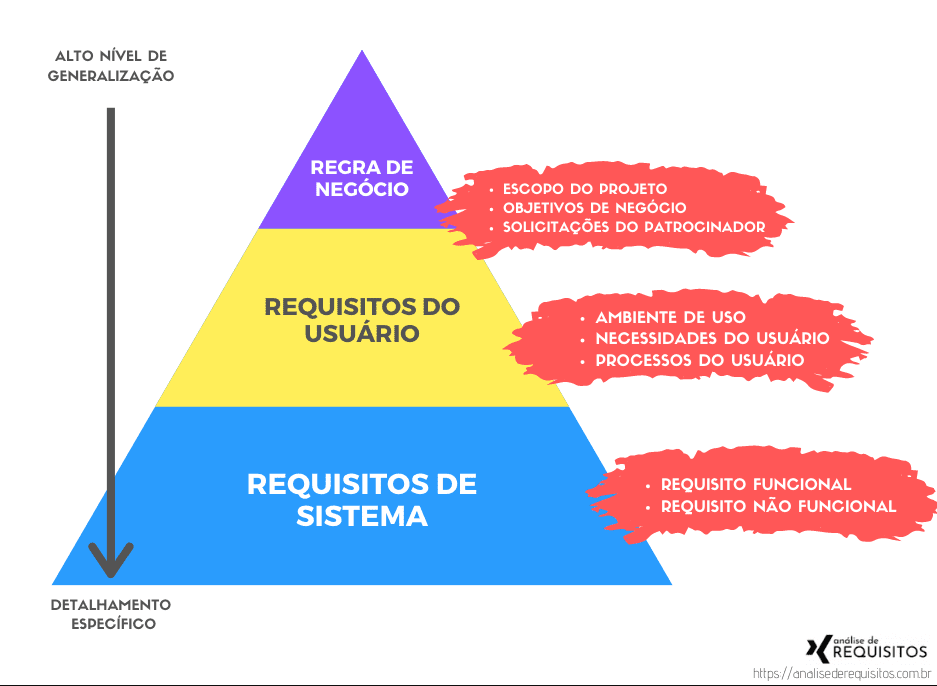 ALTO NÍVEL DE
GENERALIZAÇÃO
REGRA DE
NEGÓCIO
• ESCOPO DO PROJETO
• OBJETIVOS DE NEGÓCIO
• SOLICITAÇÕES DO PATROCINADOR
REQUISITOS DO
USUÁRIO
• AMBIENTE DE USO
• NECESSIDADES DO USUÁRIO
• PROCESSOS DO USUÁRIO
REQUISITOS DE
SISTEMA
• REQUISITO FUNCIONAL
• REQUISITO NÃO FUNCIONAL
DETALHAMENTO
ESPECÍFICO
análise de
REQUISITOS
https://analisederequisitos.com.br